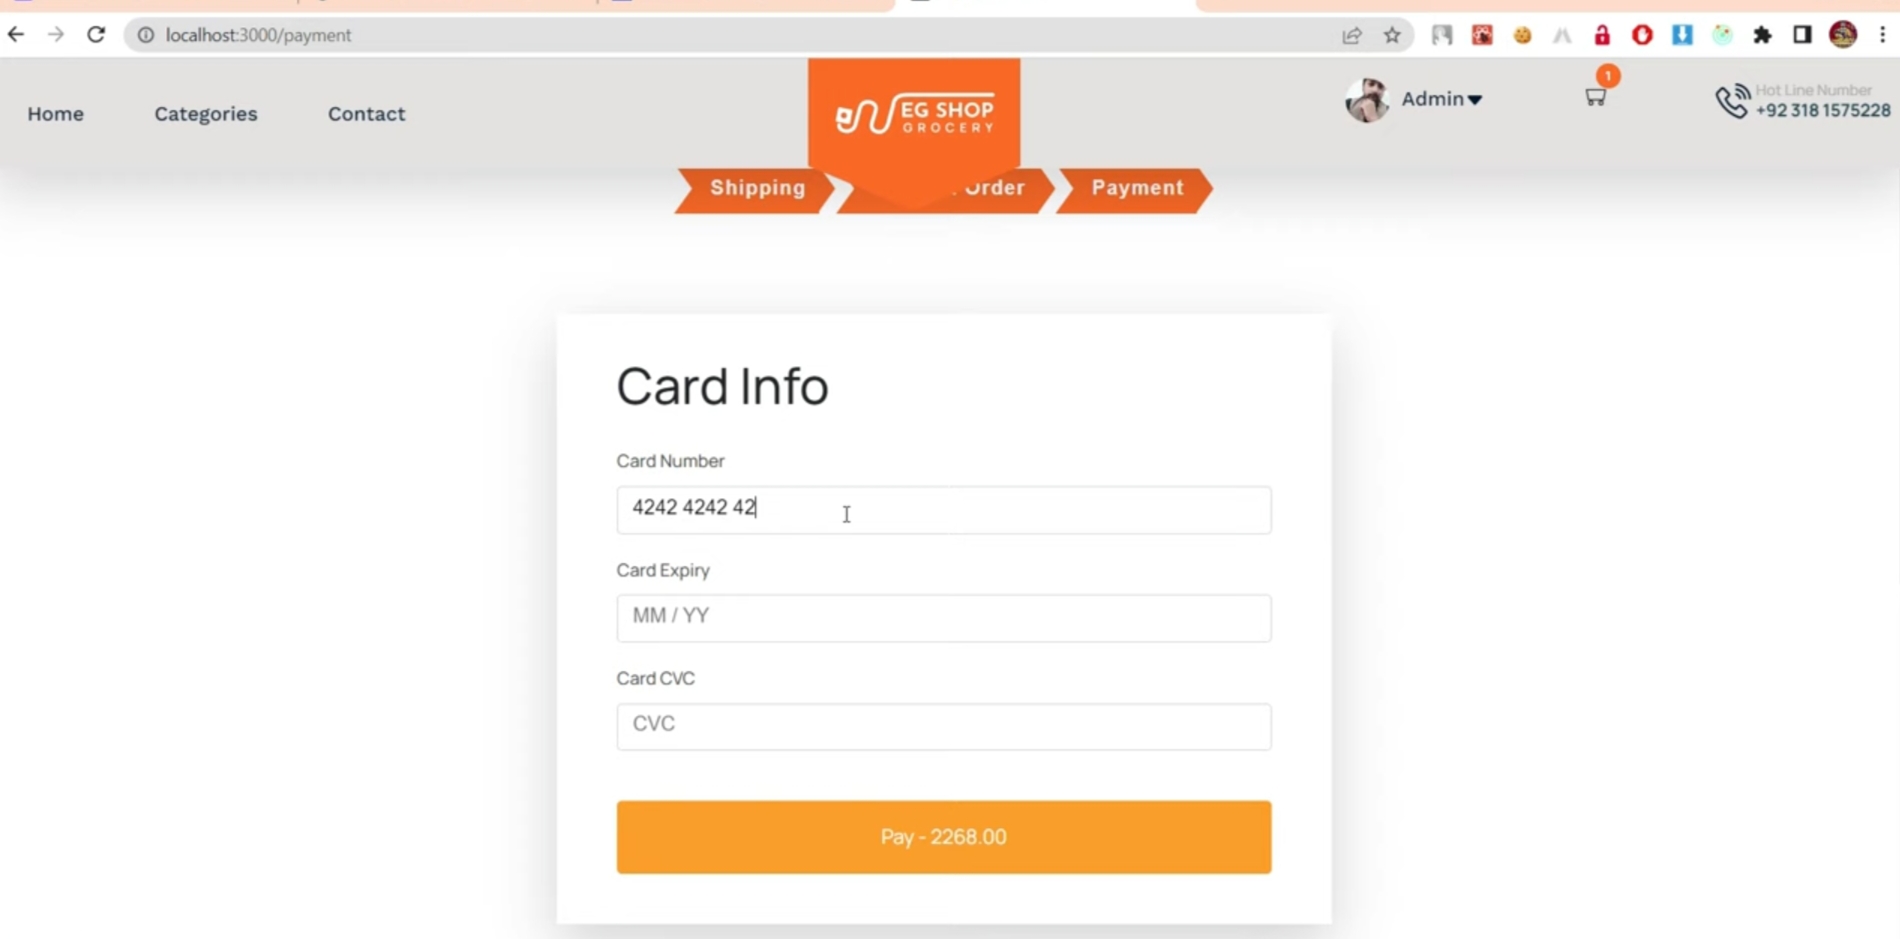 localhost:3000/payment
Home
Categories
Contact
EG SHOP
GROCERY
Admin
1
Hot Line Number
+92 318 1575228
Shipping
Order
Payment
Card Info
Card Number
4242 4242 42
Card Expiry
MM / YY
Card CVC
CVC
Pay - 2268.00